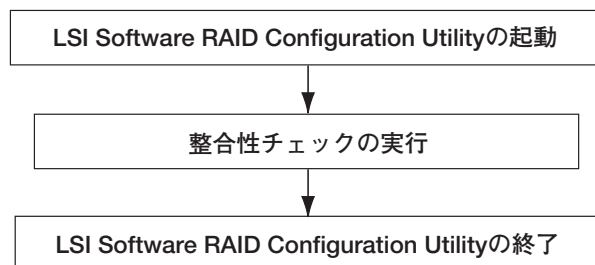 LSI Software RAID Configuration Utilityの起動
整合性チェックの実行
LSI Software RAID Configuration Utilityの終了